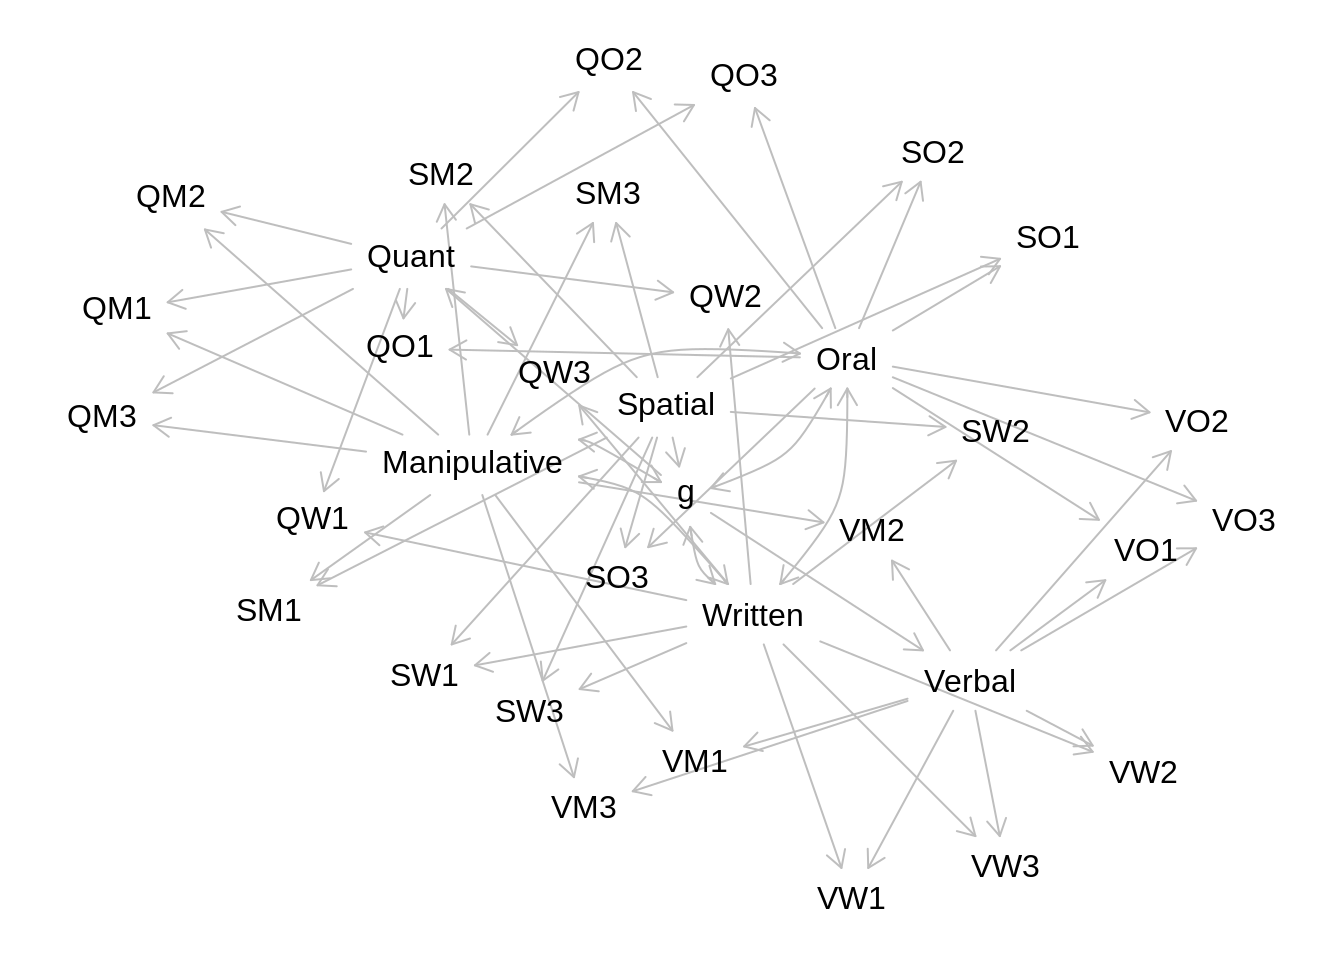 QO2
QO3
SO2
SM2
SM3
QM2
SO1
Quant
QW2
QM1
QO1
Oral
QW3
Spatial
QM3
VO2
SW2
Manipulative
g
QW1
VO3
VM2
VO1
SO3
SM1
Written
SW1
Verbal
SW3
VM1
VW2
VM3
VW3
VW1